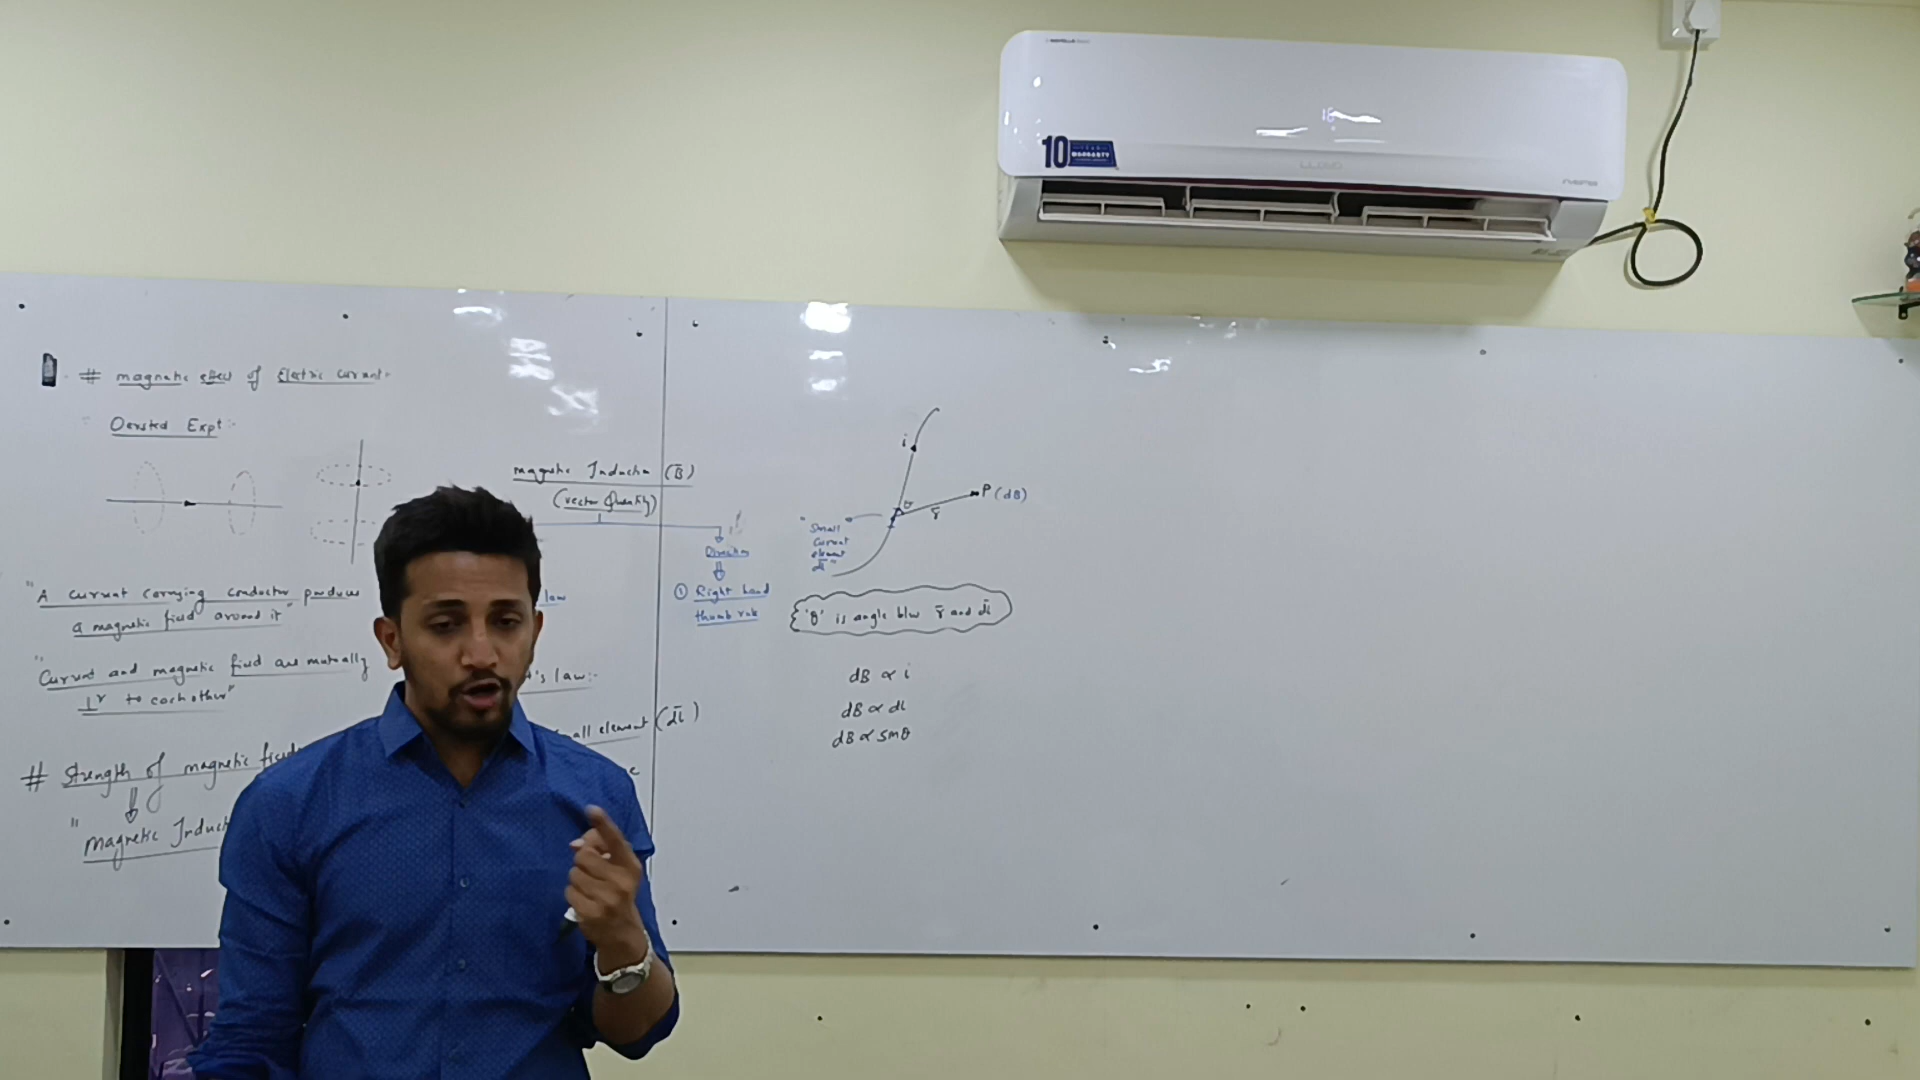 10
WARRANTY
LLOYD
# magnetic effect of Electric current:-
Oersted Expt:-
magnetic Induction (B̄)
(vector Quantity)
Direction
① Right hand
thumb rule
law
"A current carrying conductor produces
a magnetic field around it"
"Current and magnetic field are mutually
⊥r to each other"
# Strength of magnetic field
"magnetic Induct
t's law:-
all element (dl̄)
i
P (dB)
θ
r̄
"Small
Current
element
dl̄"
'θ' is angle b/w r̄ and dl̄
dB ∝ i
dB ∝ dl
dB ∝ sinθ